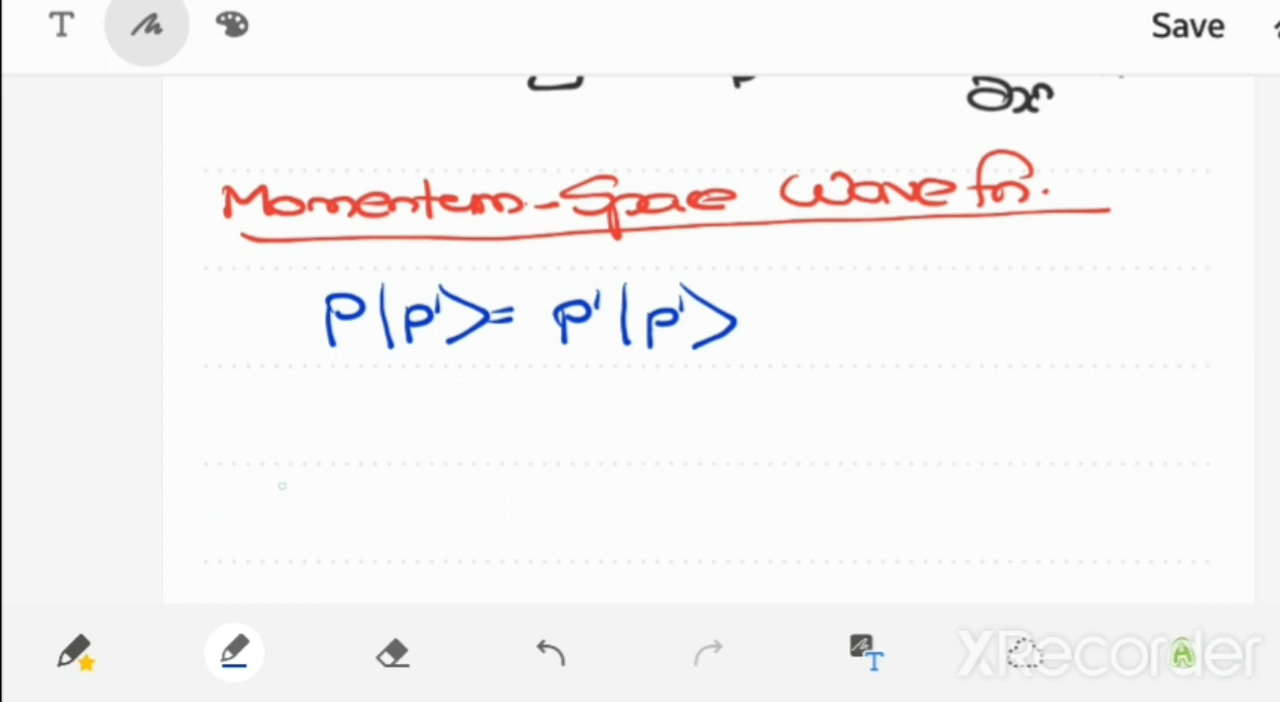 T Save
∂x
Momentum-Space Wave fn.
P|p'> = p'|p'>
T
XRecorder